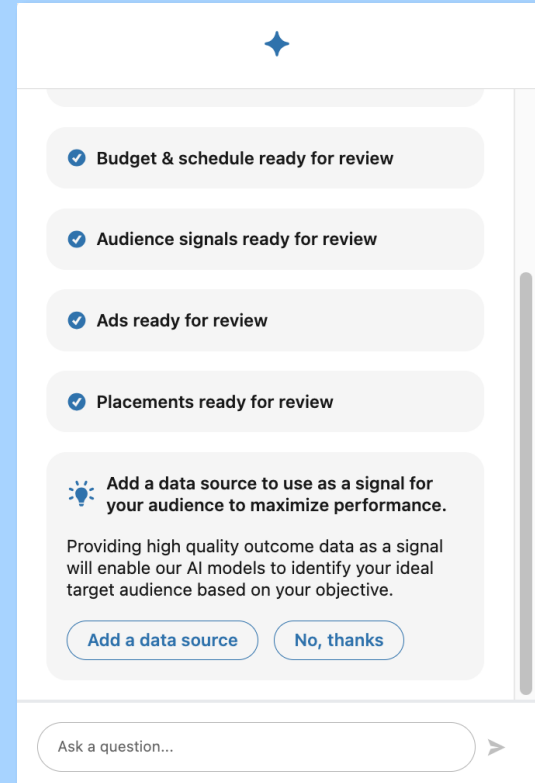 Budget & schedule ready for review
Audience signals ready for review
Ads ready for review
Placements ready for review
Add a data source to use as a signal for
your audience to maximize performance.
Providing high quality outcome data as a signal
will enable our AI models to identify your ideal
target audience based on your objective.
Add a data source
No, thanks
Ask a question...